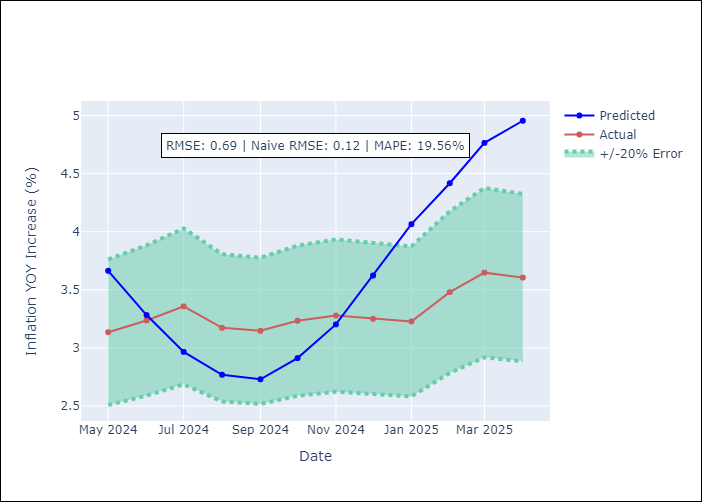 RMSE: 0.69 | Naive RMSE: 0.12 | MAPE: 19.56%
Predicted
Actual
+/-20% Error
Inflation YOY Increase (%)
5
4.5
4
3.5
3
2.5
May 2024 Jul 2024 Sep 2024 Nov 2024 Jan 2025 Mar 2025
Date